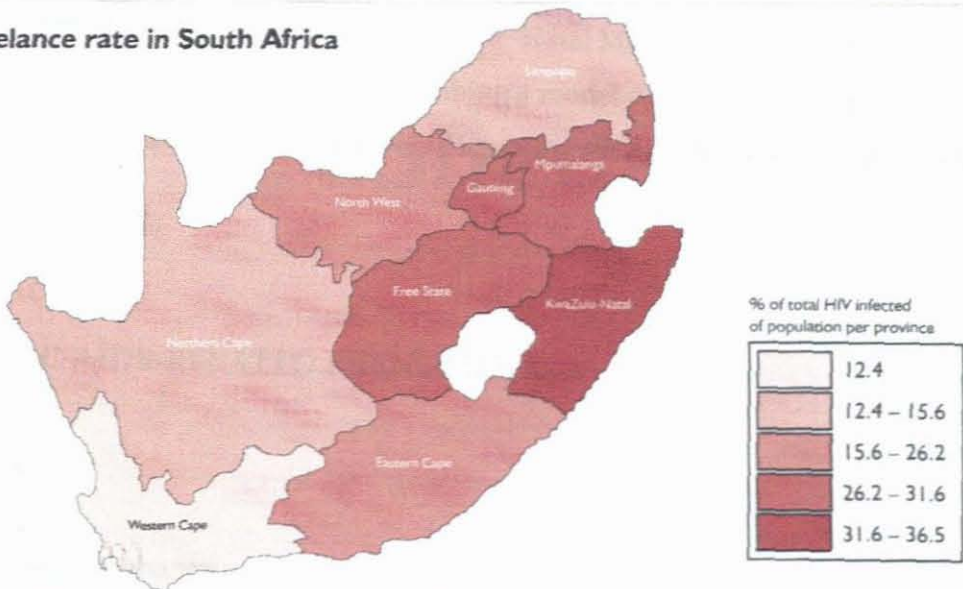 elance rate in South Africa
Limpopo
Mpumalanga
Gauteng
North West
Free State
KwaZulu-Natal
Northern Cape
Eastern Cape
Western Cape
% of total HIV infected
of population per province
12.4
12.4 – 15.6
15.6 – 26.2
26.2 – 31.6
31.6 – 36.5